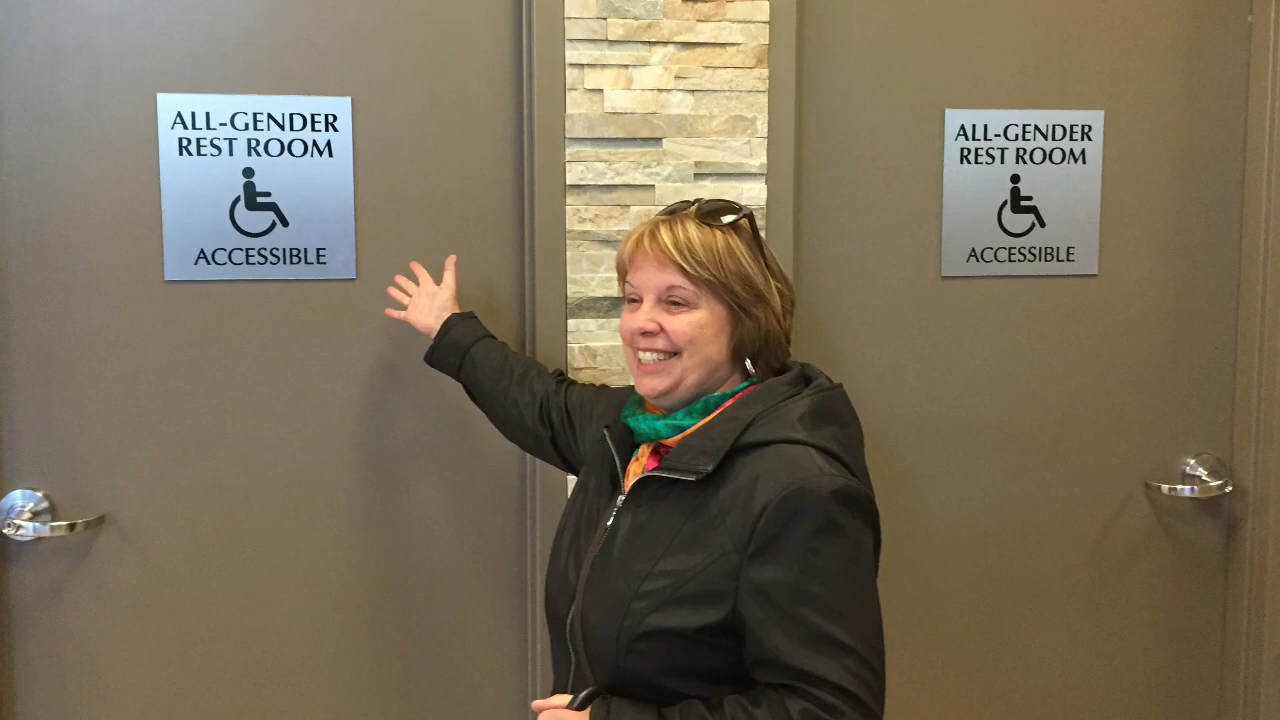 ALL-GENDER
REST ROOM
ACCESSIBLE
ALL-GENDER
REST ROOM
ACCESSIBLE